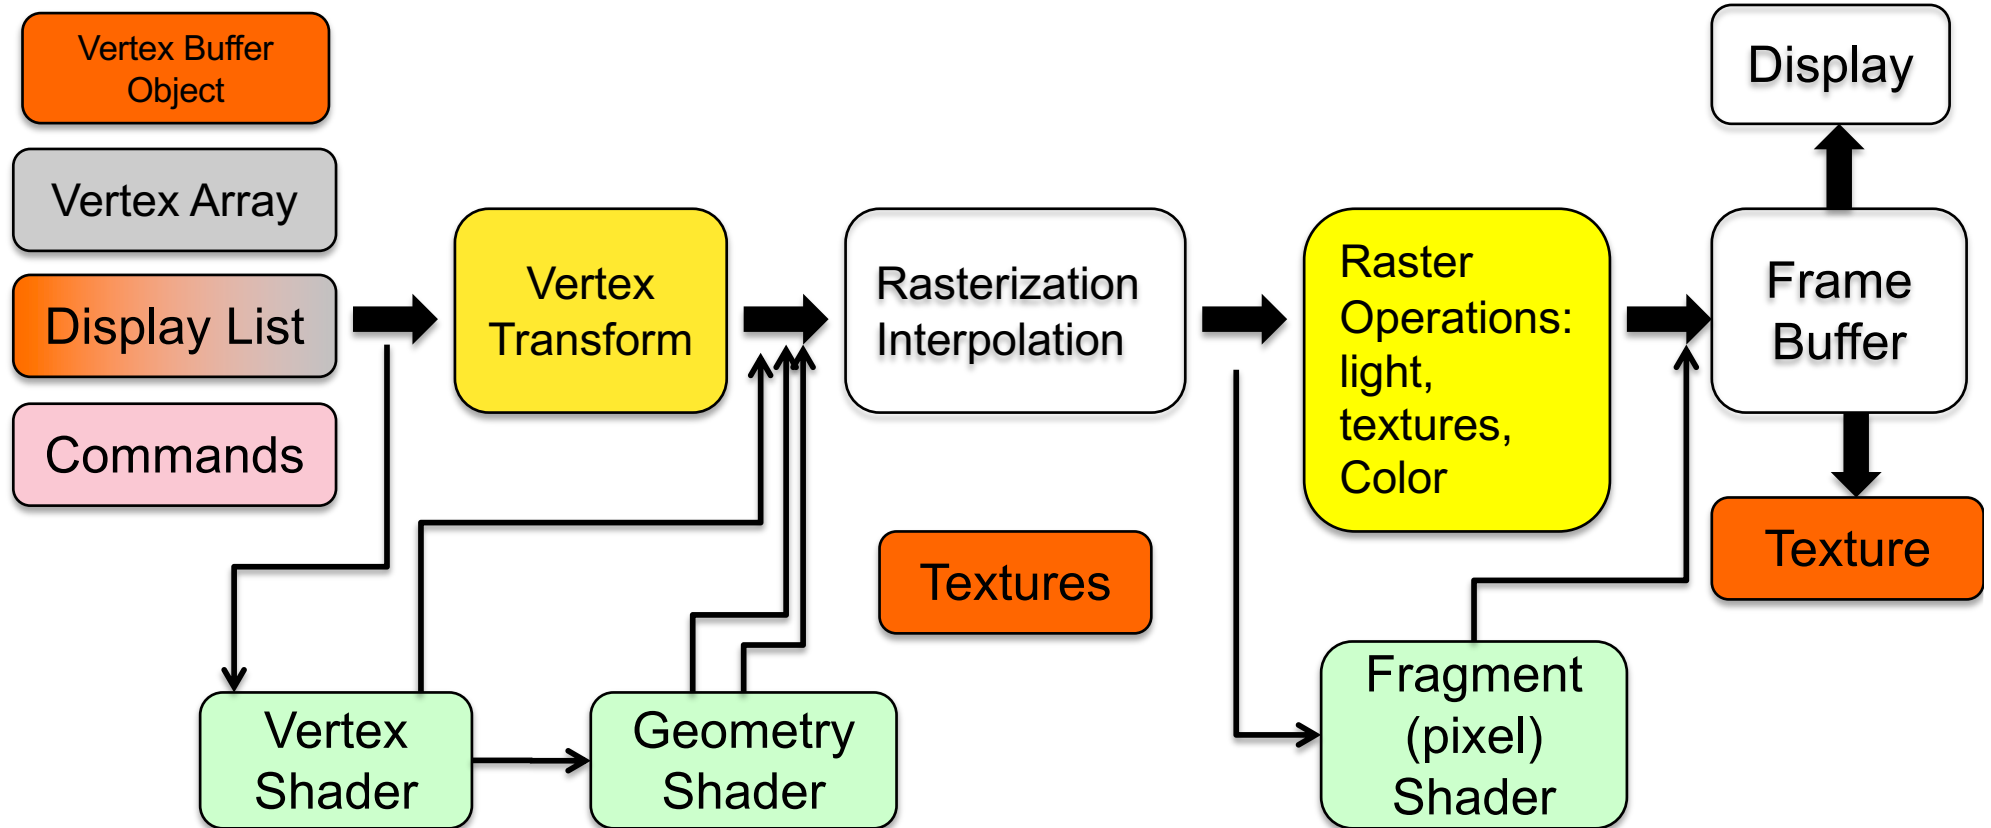 Vertex Buffer
Object
Vertex Array
Display List
Commands
Vertex
Transform
Rasterization
Interpolation
Raster
Operations:
light,
textures,
Color
Display
Frame
Buffer
Texture
Textures
Vertex
Shader
Geometry
Shader
Fragment
(pixel)
Shader